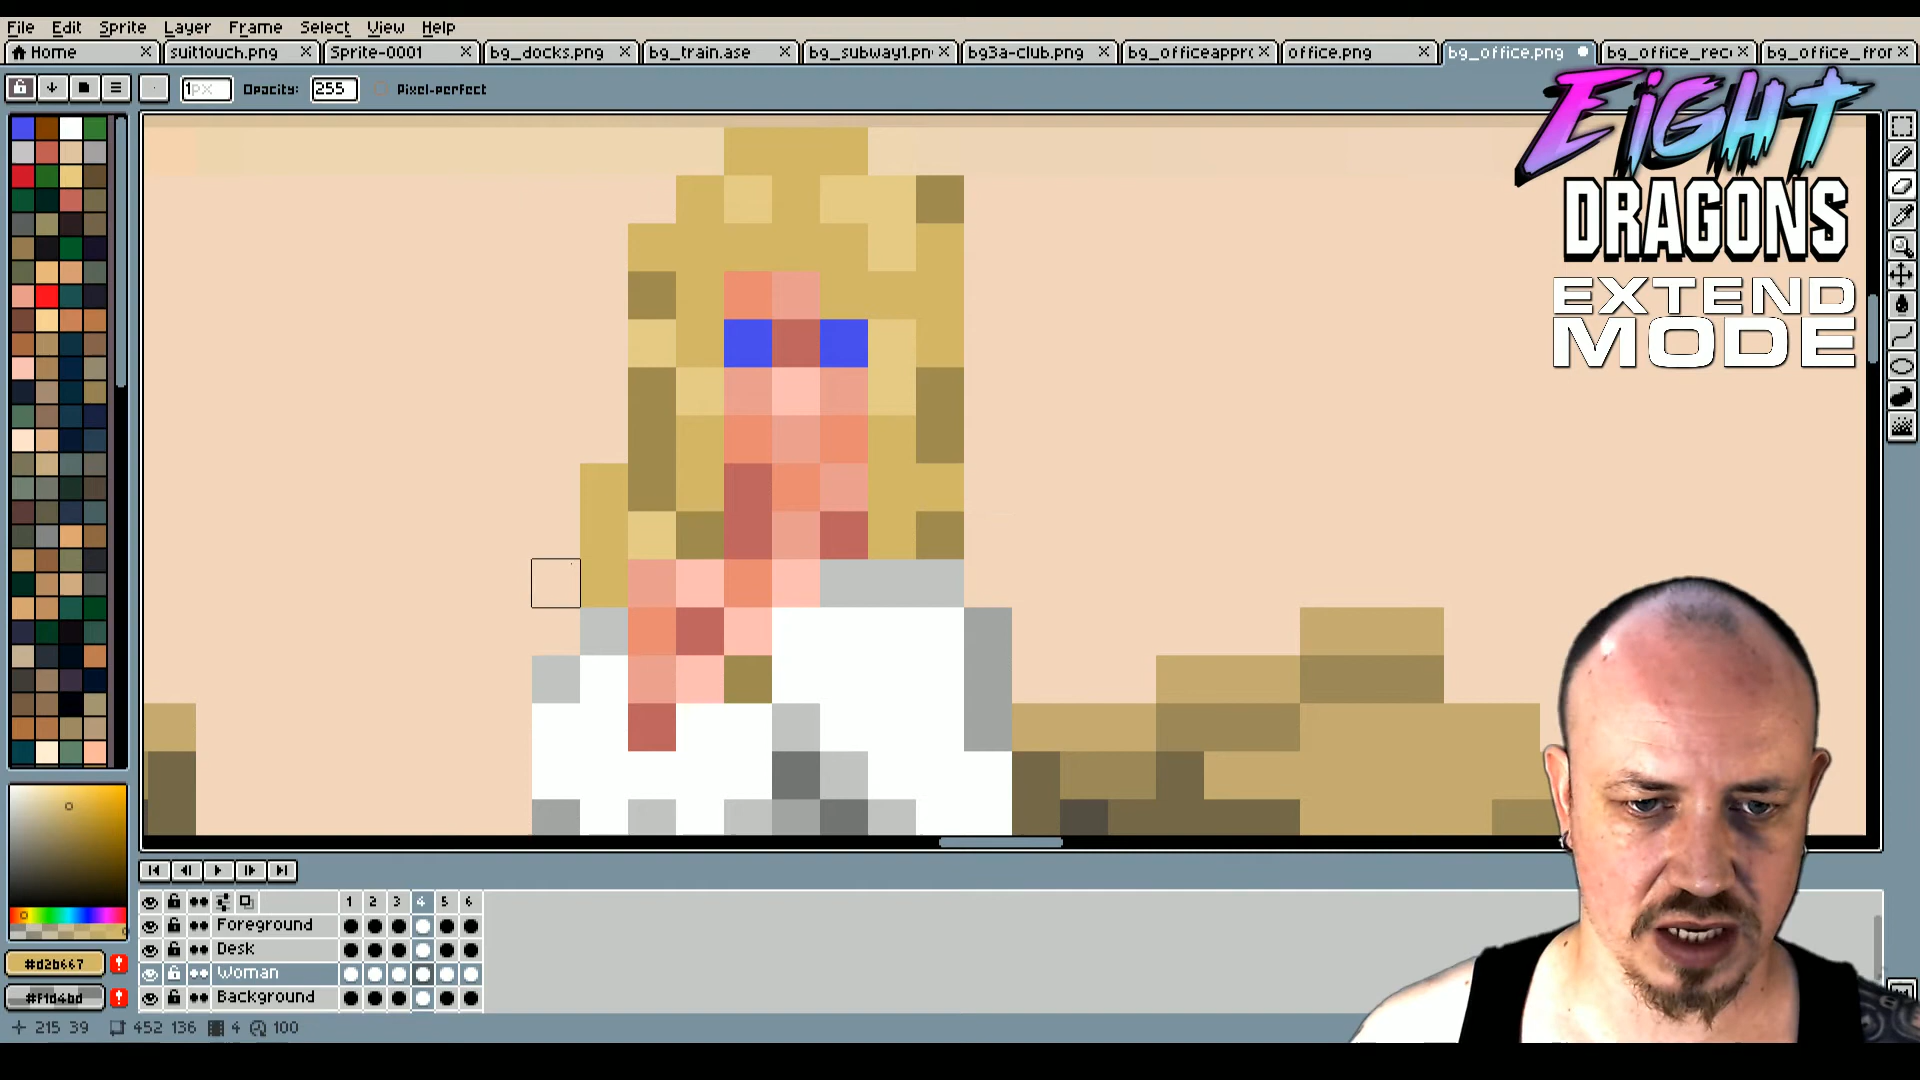 File Edit Sprite Layer Frame Select View Help
Home suit1ouch.png Sprite-0001 bg_docks.png bg_train.ase bg_subway1.pn bg3a-club.png bg_officeappro office.png bg_office.png bg_office_rec bg_office_fror
1px Opacity: 255 Pixel-perfect
EIGHT
DRAGONS
EXTEND
MODE
1 2 3 4 5 6
Foreground
Desk
Woman
#d2b667
Background
#f1d4bd
215 39 452 136 4 100